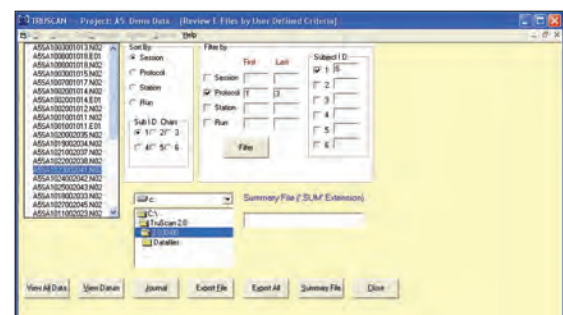 TRUSCAN - Project: A5. Demo Data - [Review E-Files by User Defined Criteria]
Help
A5SA1003001013.N02
A5SA1008001018.E01
A5SA1003001018.N02
A5SA1003001015.N02
A5SA1007001017.N02
A5SA1002001014.N02
A5SA1002001014.E01
A5SA1002001012.N02
A5SA1001001011.N02
A5SA1001001011.E01
A5SA1020002035.N02
A5SA1019002034.N02
A5SA1021002037.N02
A5SA1022002038.N02
A5SA1024002042.N02
A5SA1025002043.N02
A5SA1018002033.N02
A5SA1027002045.N02
A5SA1011002023.N02
Sort By
Session
Protocol
Station
Run
Sub I.D. Chars
1 2 3
4 5 6
Filter by
First Last
Session
Protocol 1 3
Station
Run
Filter
Subject I.D.
1 S
2
3
4
5
6
c:
C:\
TruScan 2.0
Datafiles
Summary File ('.SUM' Extension)
View All Data
View Datum
Journal
Export File
Export All
Summary File
Close